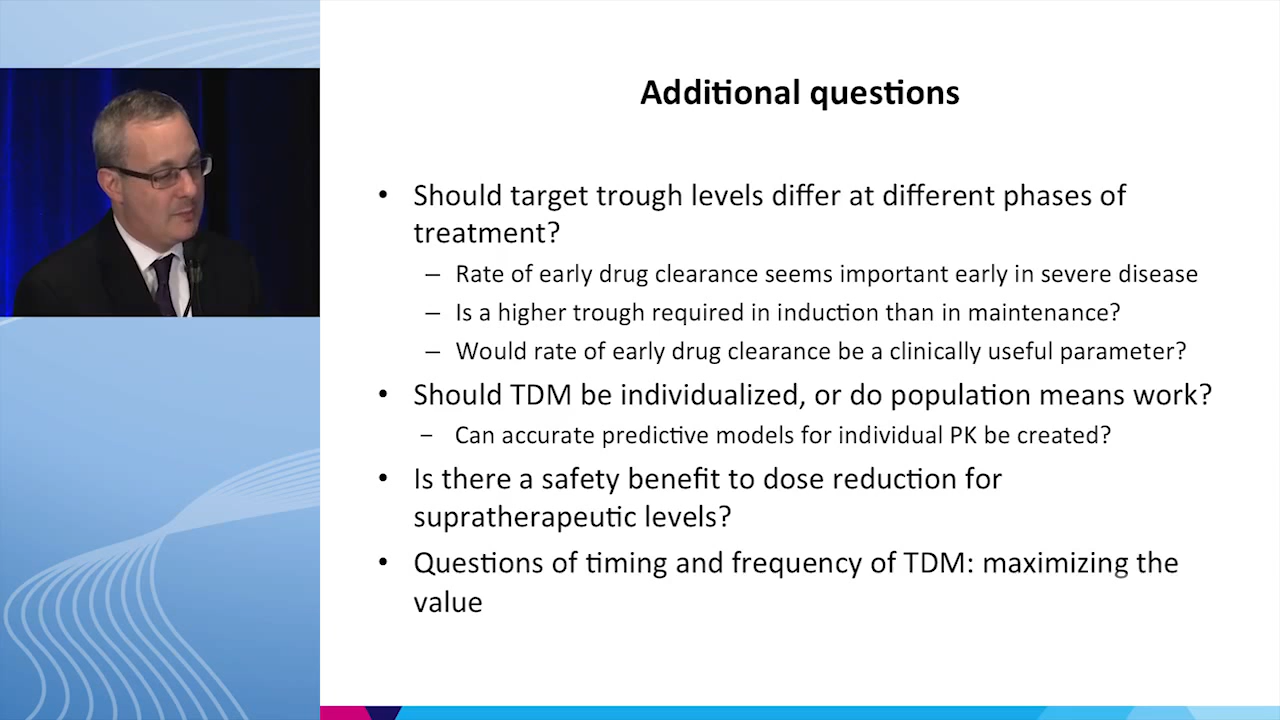 Additional questions
• Should target trough levels differ at different phases of
treatment?
– Rate of early drug clearance seems important early in severe disease
– Is a higher trough required in induction than in maintenance?
– Would rate of early drug clearance be a clinically useful parameter?
• Should TDM be individualized, or do population means work?
– Can accurate predictive models for individual PK be created?
• Is there a safety benefit to dose reduction for
supratherapeutic levels?
• Questions of timing and frequency of TDM: maximizing the
value